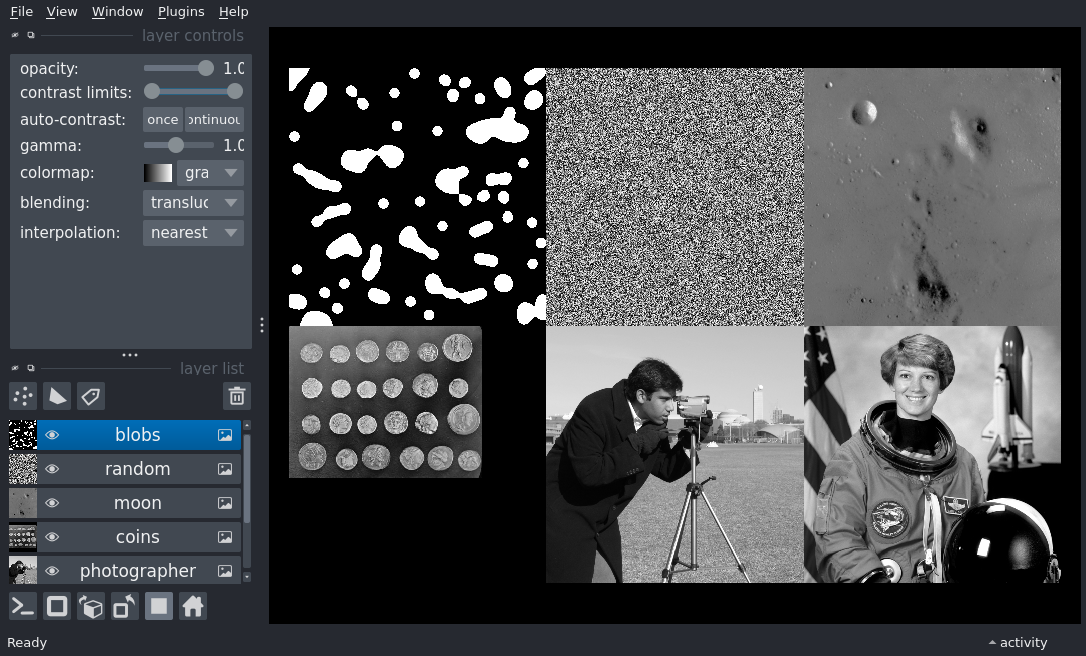 File View Window Plugins Help
layer controls
opacity: 1.0
contrast limits:
auto-contrast: once ontinuou
gamma: 1.0
colormap: gra
blending: transluc
interpolation: nearest
layer list
blobs
random
moon
coins
photographer
Ready
activity